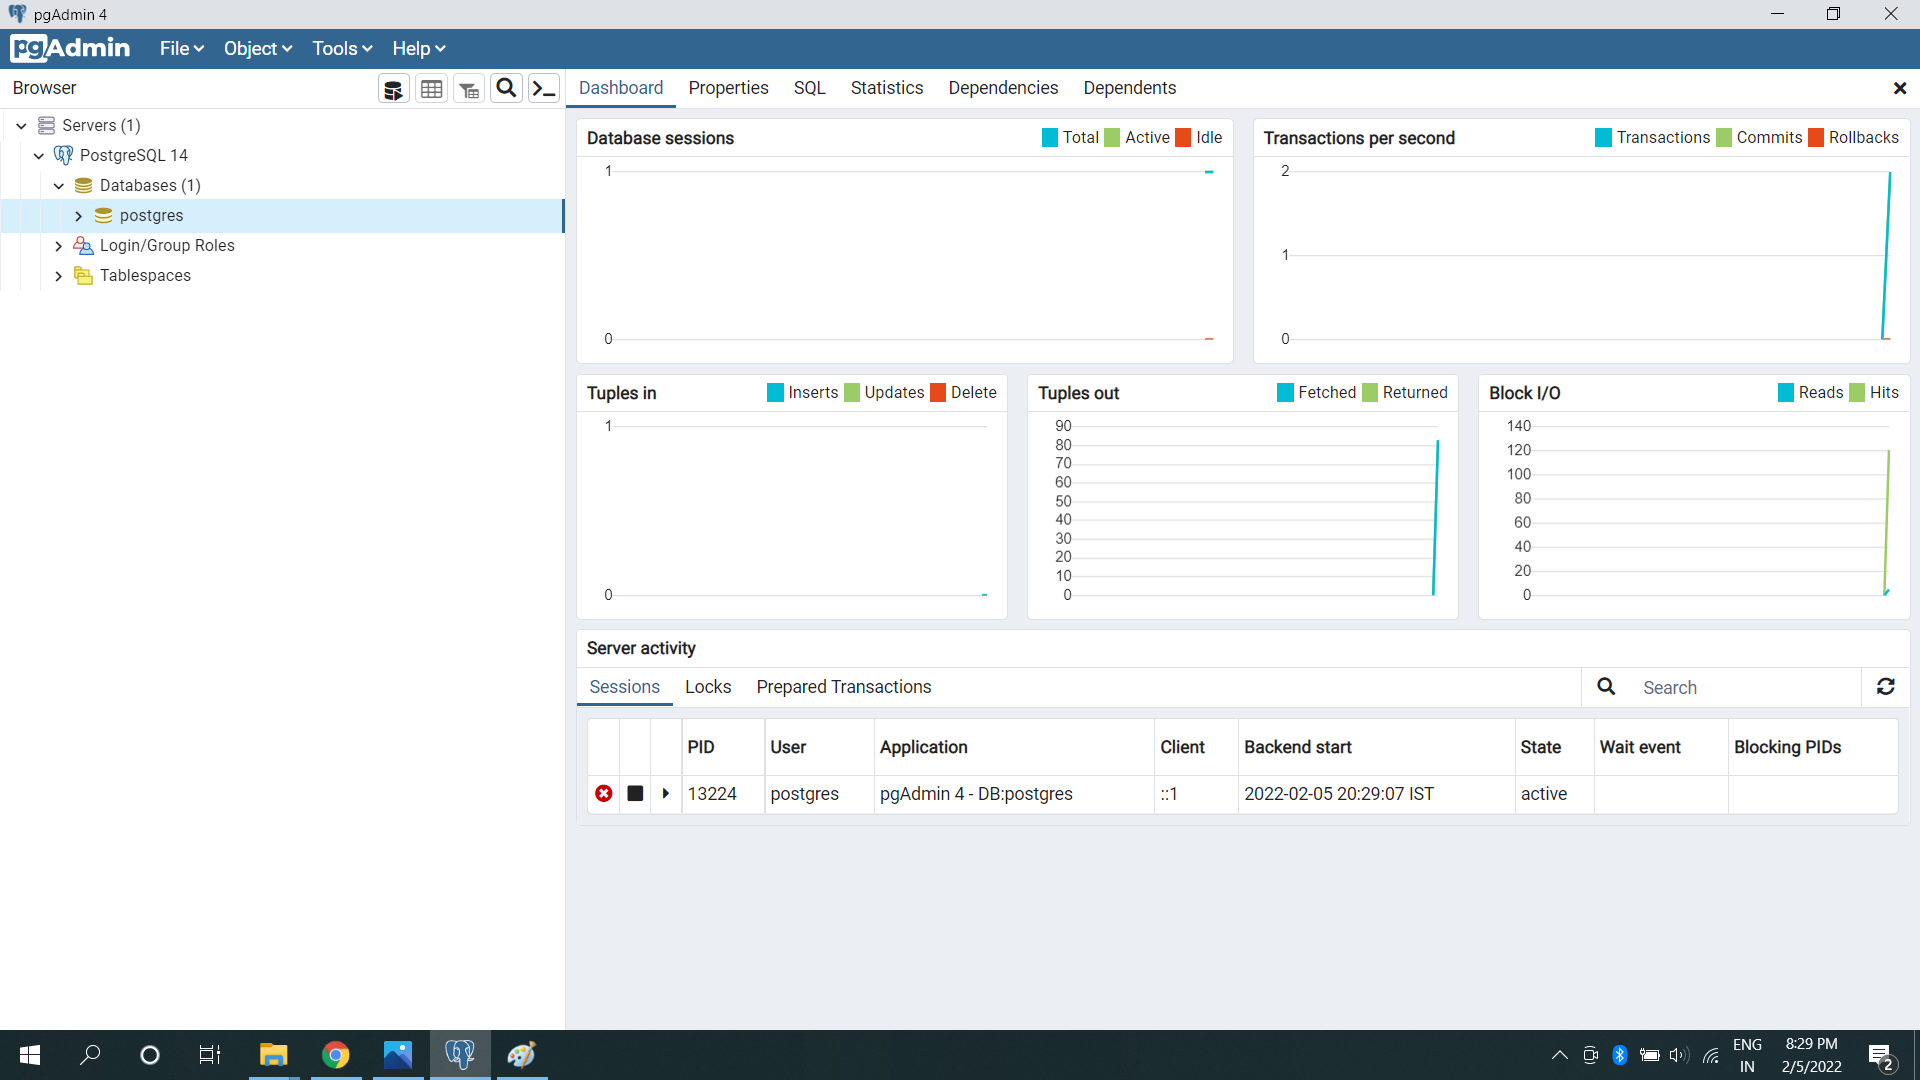 pgAdmin 4
pgAdmin File Object Tools Help
Browser
Dashboard Properties SQL Statistics Dependencies Dependents
Servers (1)
PostgreSQL 14
Databases (1)
postgres
Login/Group Roles
Tablespaces
Database sessions Total Active Idle
1
0
Transactions per second Transactions Commits Rollbacks
2
1
0
Tuples in Inserts Updates Delete
1
0
Tuples out Fetched Returned
90
80
70
60
50
40
30
20
10
0
Block I/O Reads Hits
140
120
100
80
60
40
20
0
Server activity
Sessions Locks Prepared Transactions Search
PID User Application Client Backend start State Wait event Blocking PIDs
13224 postgres pgAdmin 4 - DB:postgres ::1 2022-02-05 20:29:07 IST active
ENG 8:29 PM
IN 2/5/2022 2